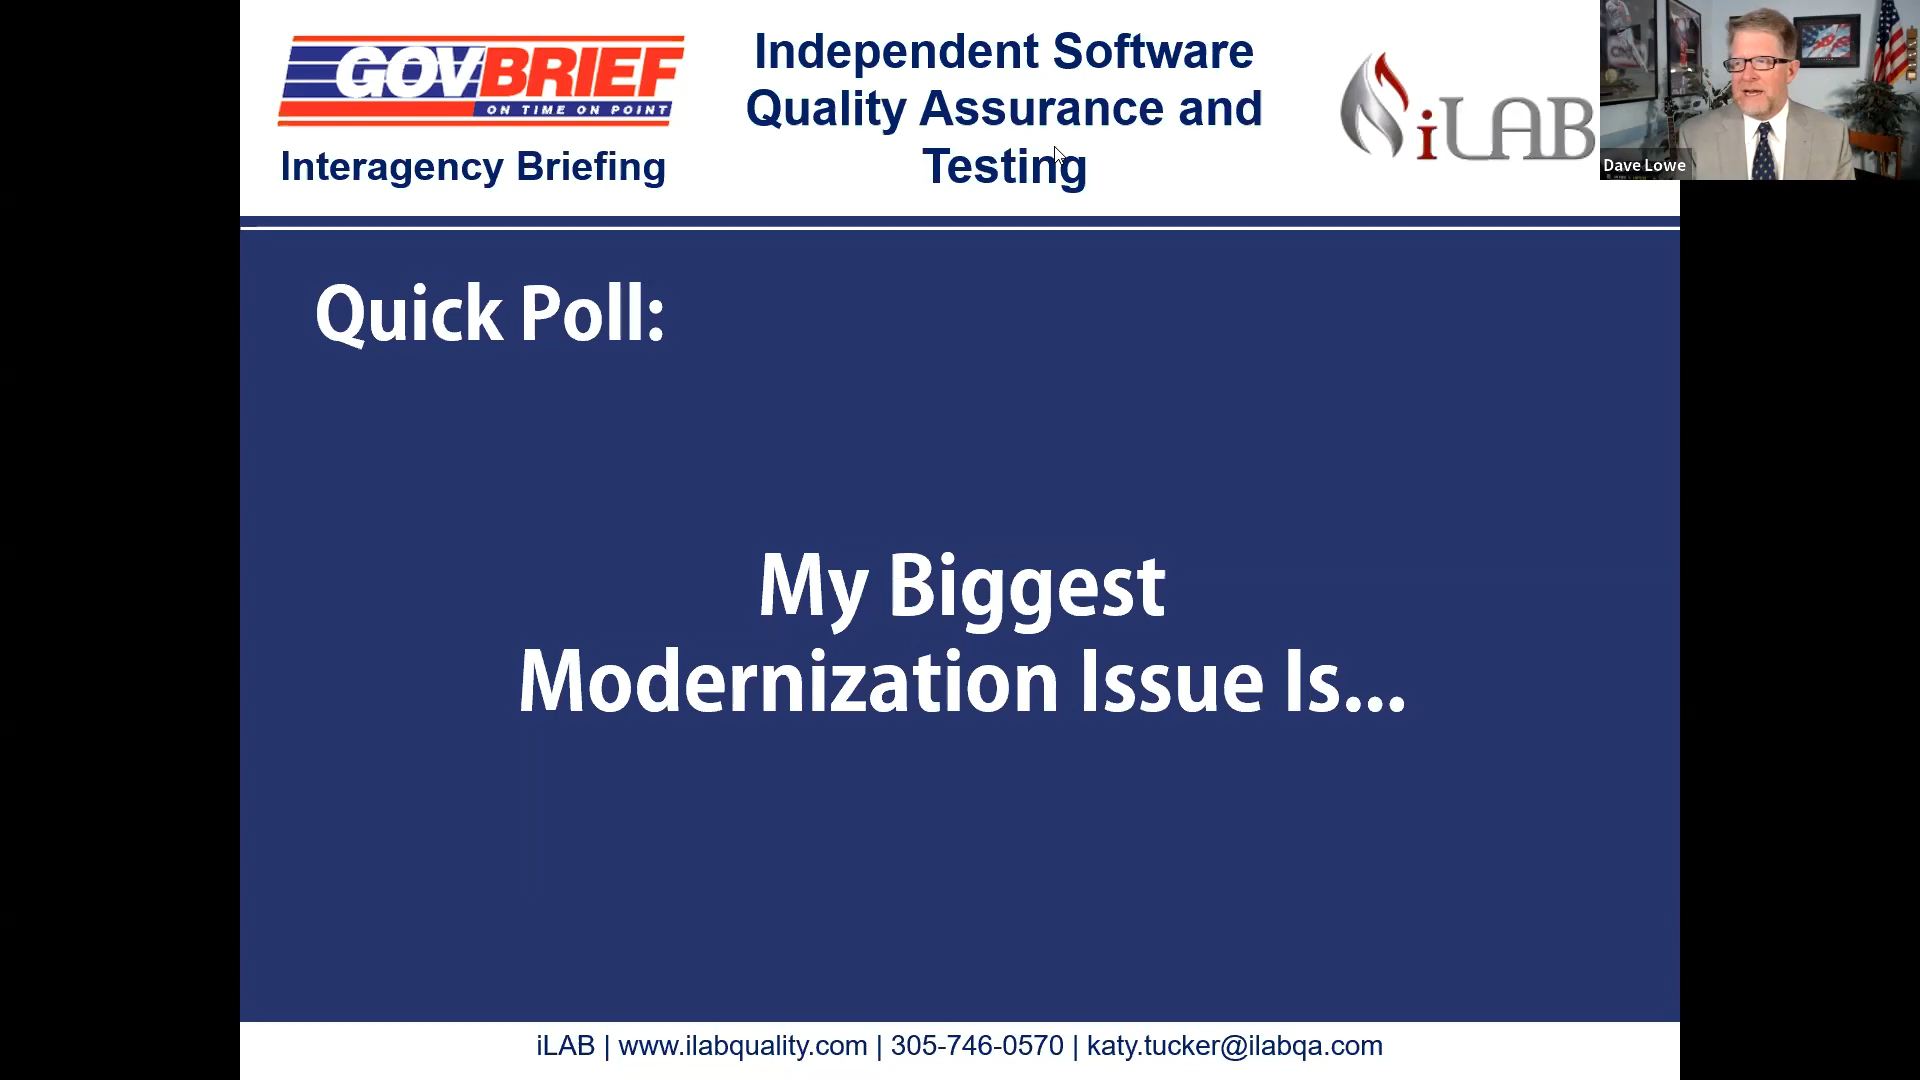 GOVBRIEF
ON TIME ON POINT
Interagency Briefing
Independent Software
Quality Assurance and
Testing
iLAB
Dave Lowe
Quick Poll:
My Biggest
Modernization Issue Is...
iLAB | www.ilabquality.com | 305-746-0570 | katy.tucker@ilabqa.com